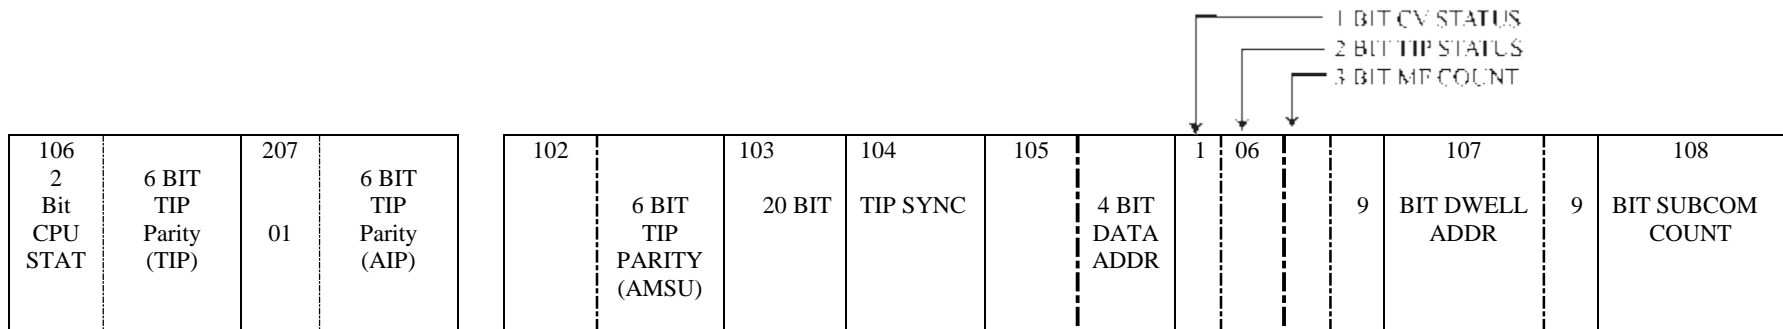 1 BIT CV STATUS
2 BIT TIP STATUS
3 BIT MF COUNT
106 207 102 103 104 105 1 06 107 108
2 6 BIT 6 BIT
Bit TIP TIP 6 BIT 20 BIT TIP SYNC 4 BIT 9 BIT DWELL 9 BIT SUBCOM
CPU Parity 01 Parity TIP DATA ADDR COUNT
STAT (TIP) (AIP) PARITY ADDR
(AMSU)